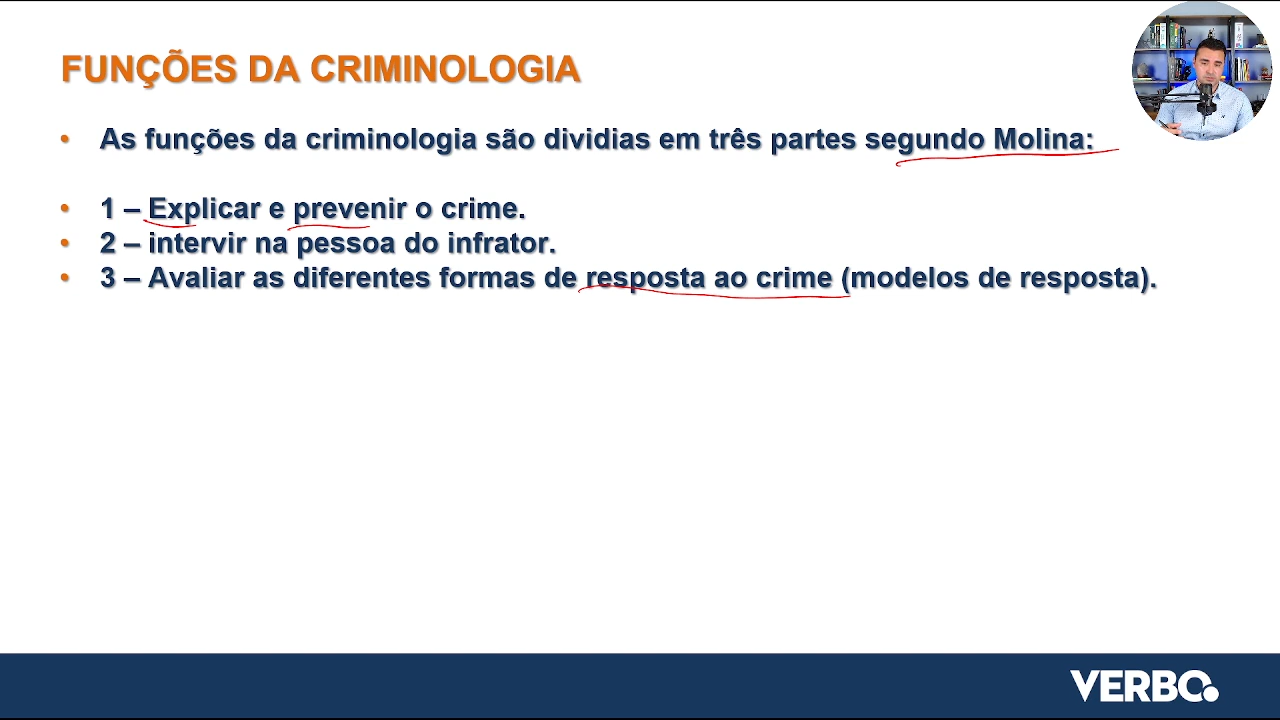 FUNÇÕES DA CRIMINOLOGIA
• As funções da criminologia são dividias em três partes segundo Molina:
• 1 – Explicar e prevenir o crime.
• 2 – intervir na pessoa do infrator.
• 3 – Avaliar as diferentes formas de resposta ao crime (modelos de resposta).
VERBO.